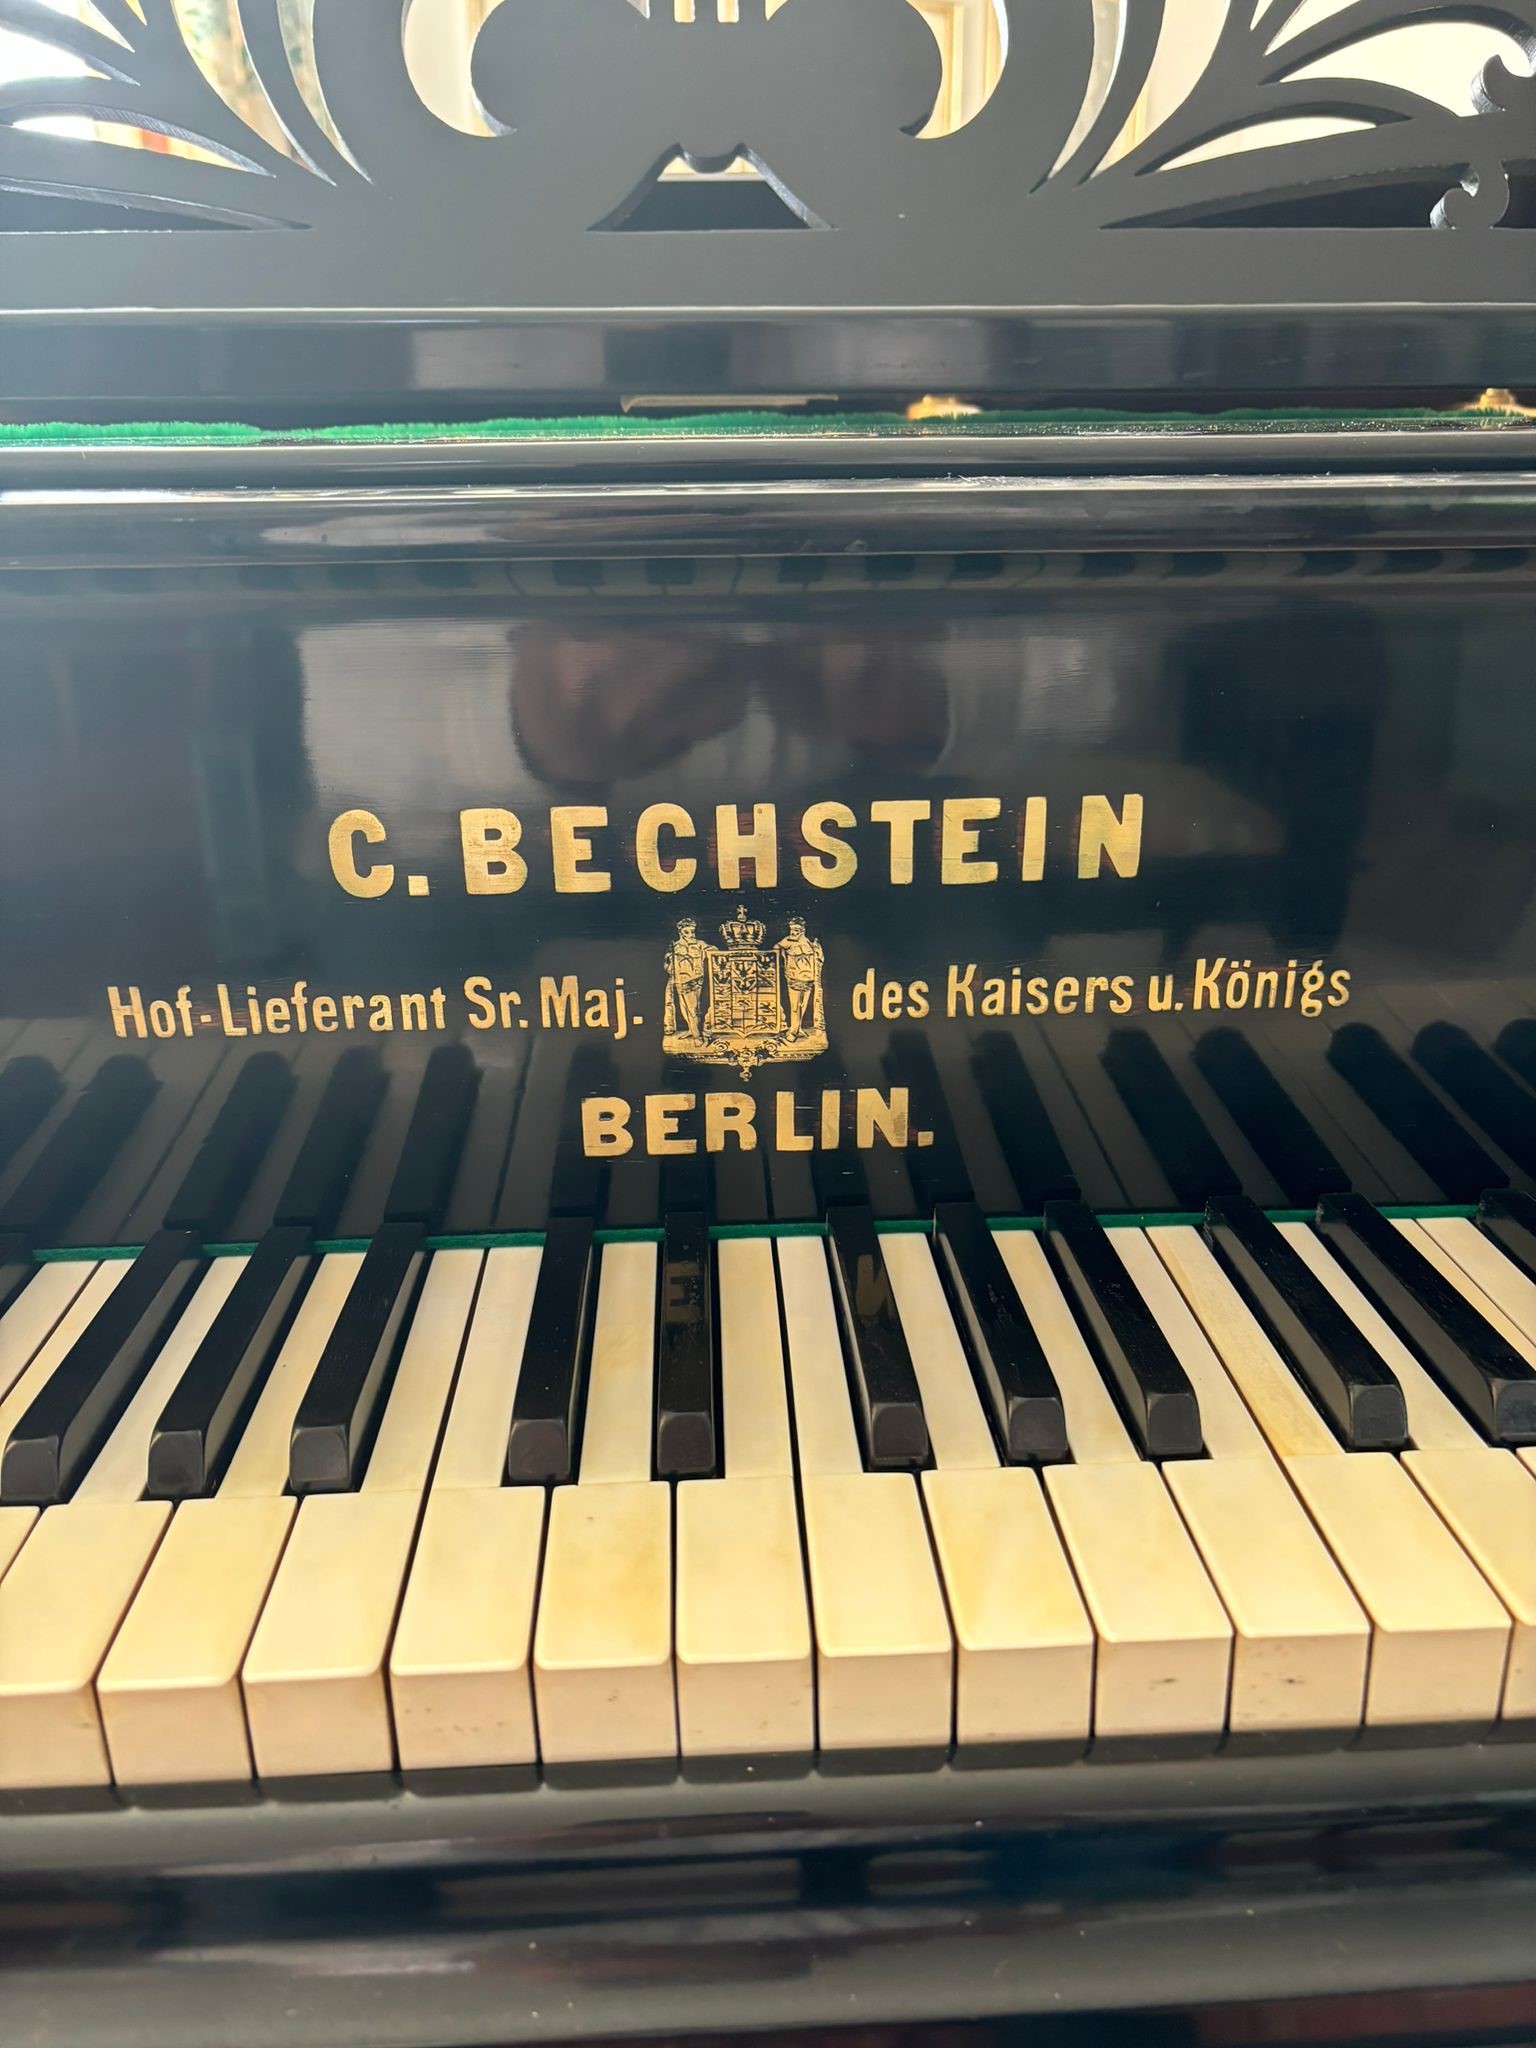 C. BECHSTEIN
Hof-Lieferant Sr. Maj. des Kaisers u. Königs
BERLIN.